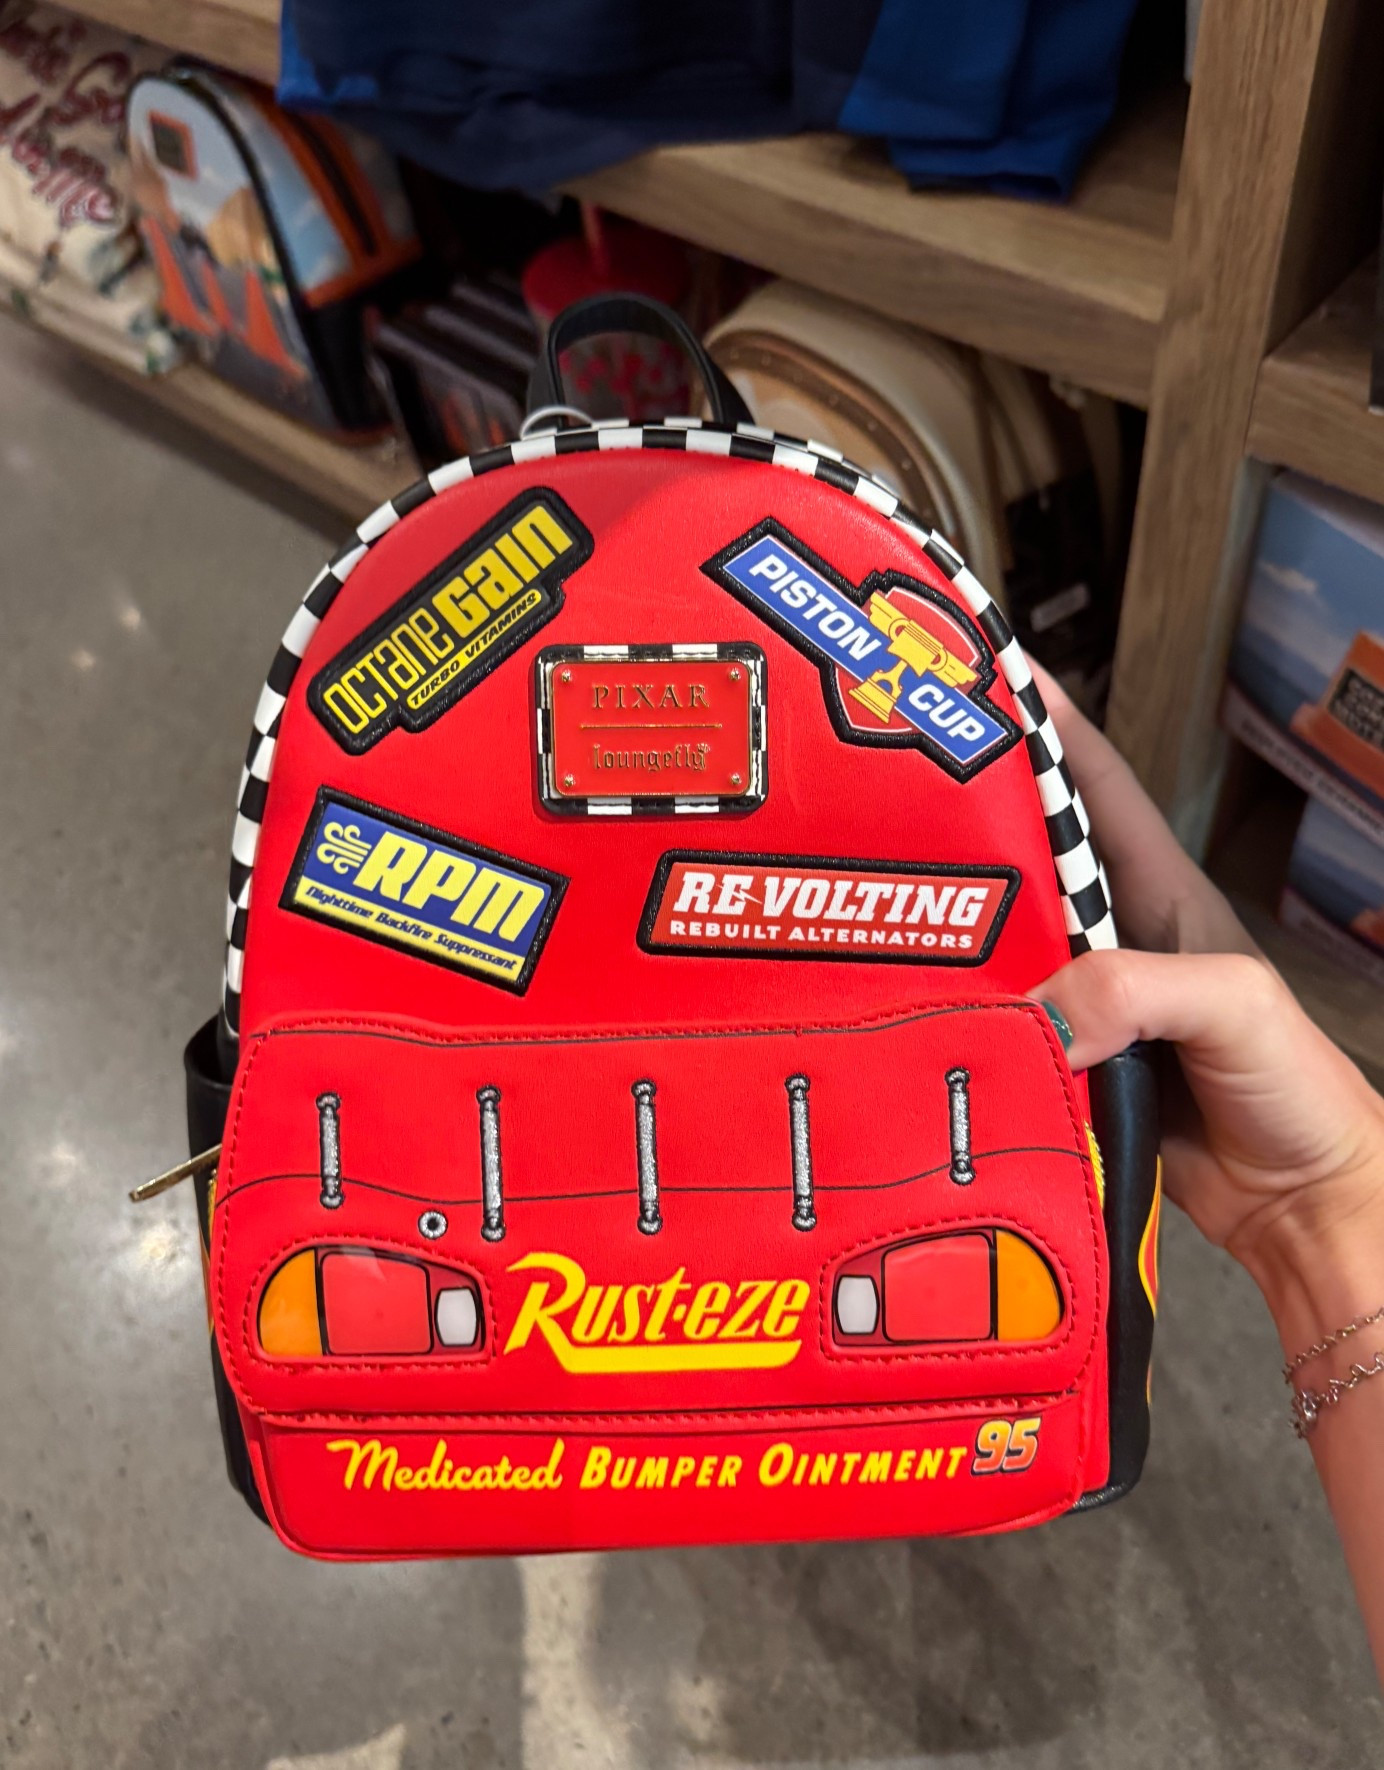 OCTANE GAIN
TURBO VITAMINS
PISTON CUP
PIXAR
loungefly
RPM
Nighttime Backfire Suppressant
RE-VOLTING
REBUILT ALTERNATORS
RUST-EZE
Medicated BUMPER OINTMENT 95